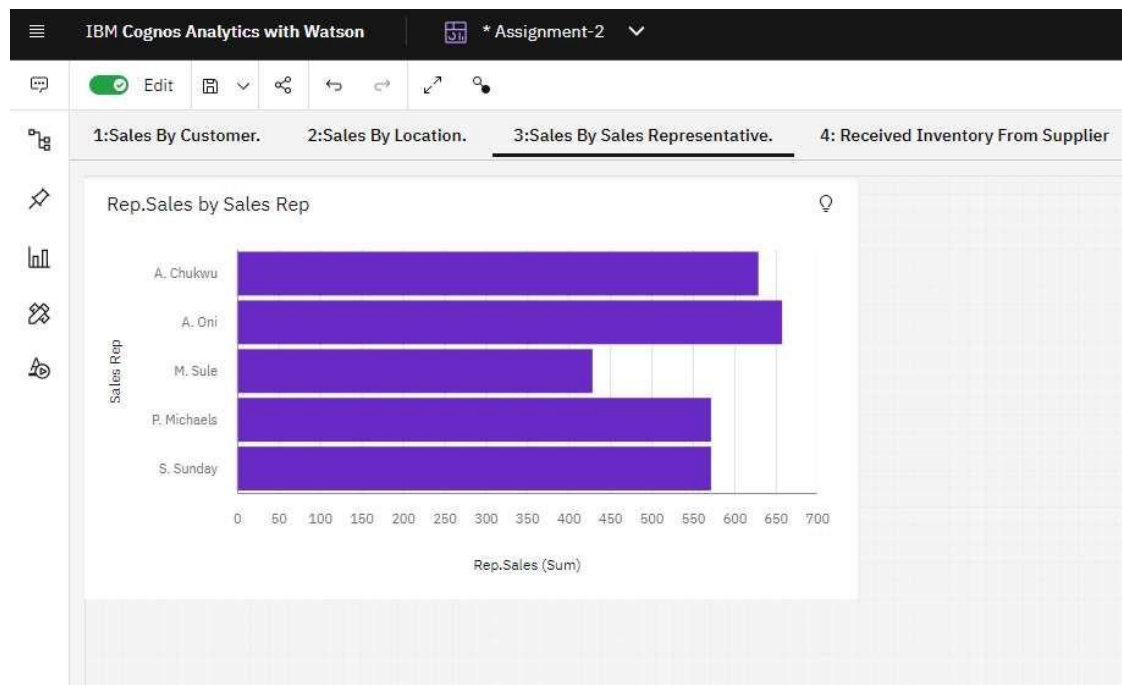 IBM Cognos Analytics with Watson * Assignment-2
Edit
1:Sales By Customer. 2:Sales By Location. 3:Sales By Sales Representative. 4: Received Inventory From Supplier
Rep.Sales by Sales Rep
Sales Rep
A. Chukwu
A. Oni
M. Sule
P. Michaels
S. Sunday
0 50 100 150 200 250 300 350 400 450 500 550 600 650 700
Rep.Sales (Sum)